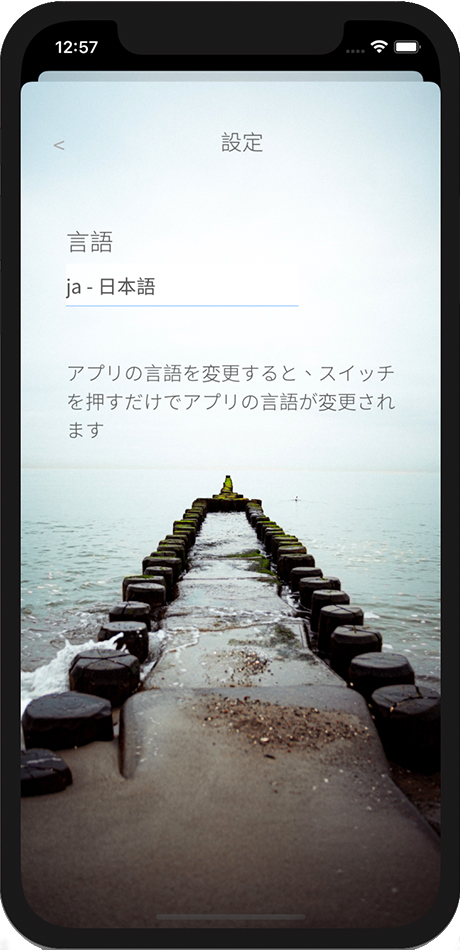 12:57
<
設定
言語
ja - 日本語
アプリの言語を変更すると、スイッチ
を押すだけでアプリの言語が変更され
ます